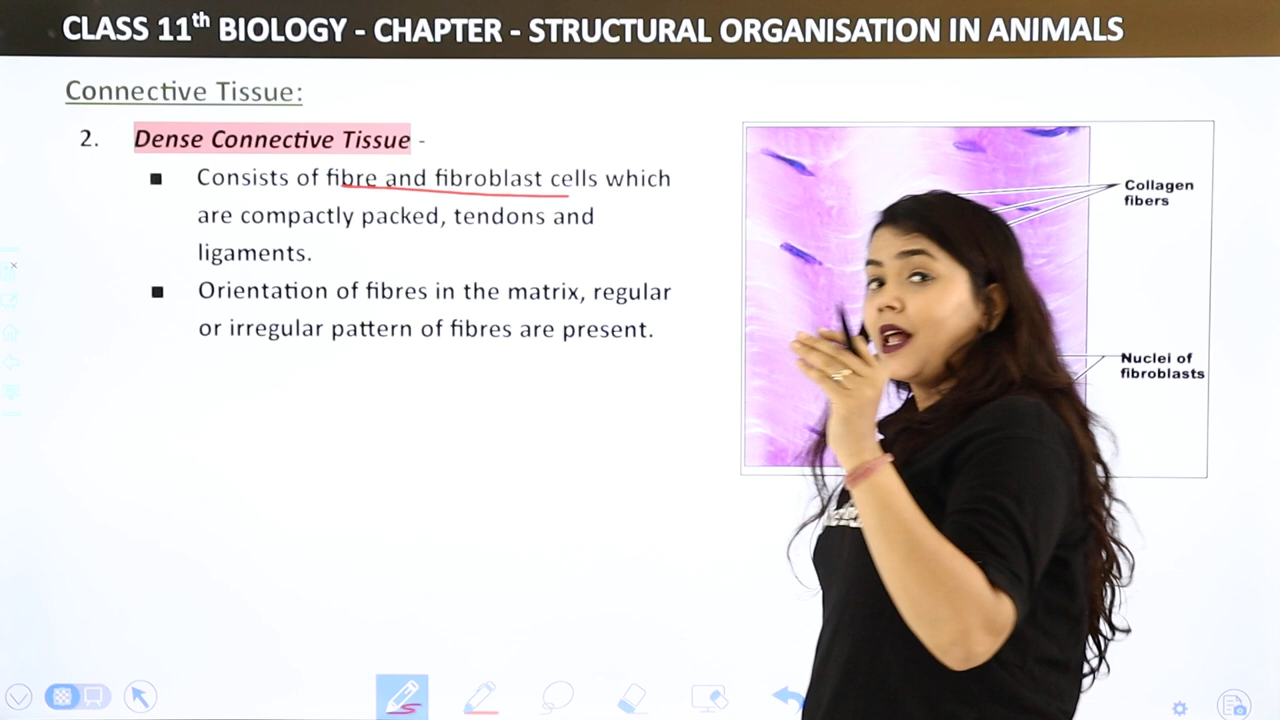 CLASS 11th BIOLOGY - CHAPTER - STRUCTURAL ORGANISATION IN ANIMALS
Connective Tissue:
2. Dense Connective Tissue -
■ Consists of fibre and fibroblast cells which
are compactly packed, tendons and
ligaments.
■ Orientation of fibres in the matrix, regular
or irregular pattern of fibres are present.
Collagen
fibers
Nuclei of
fibroblasts